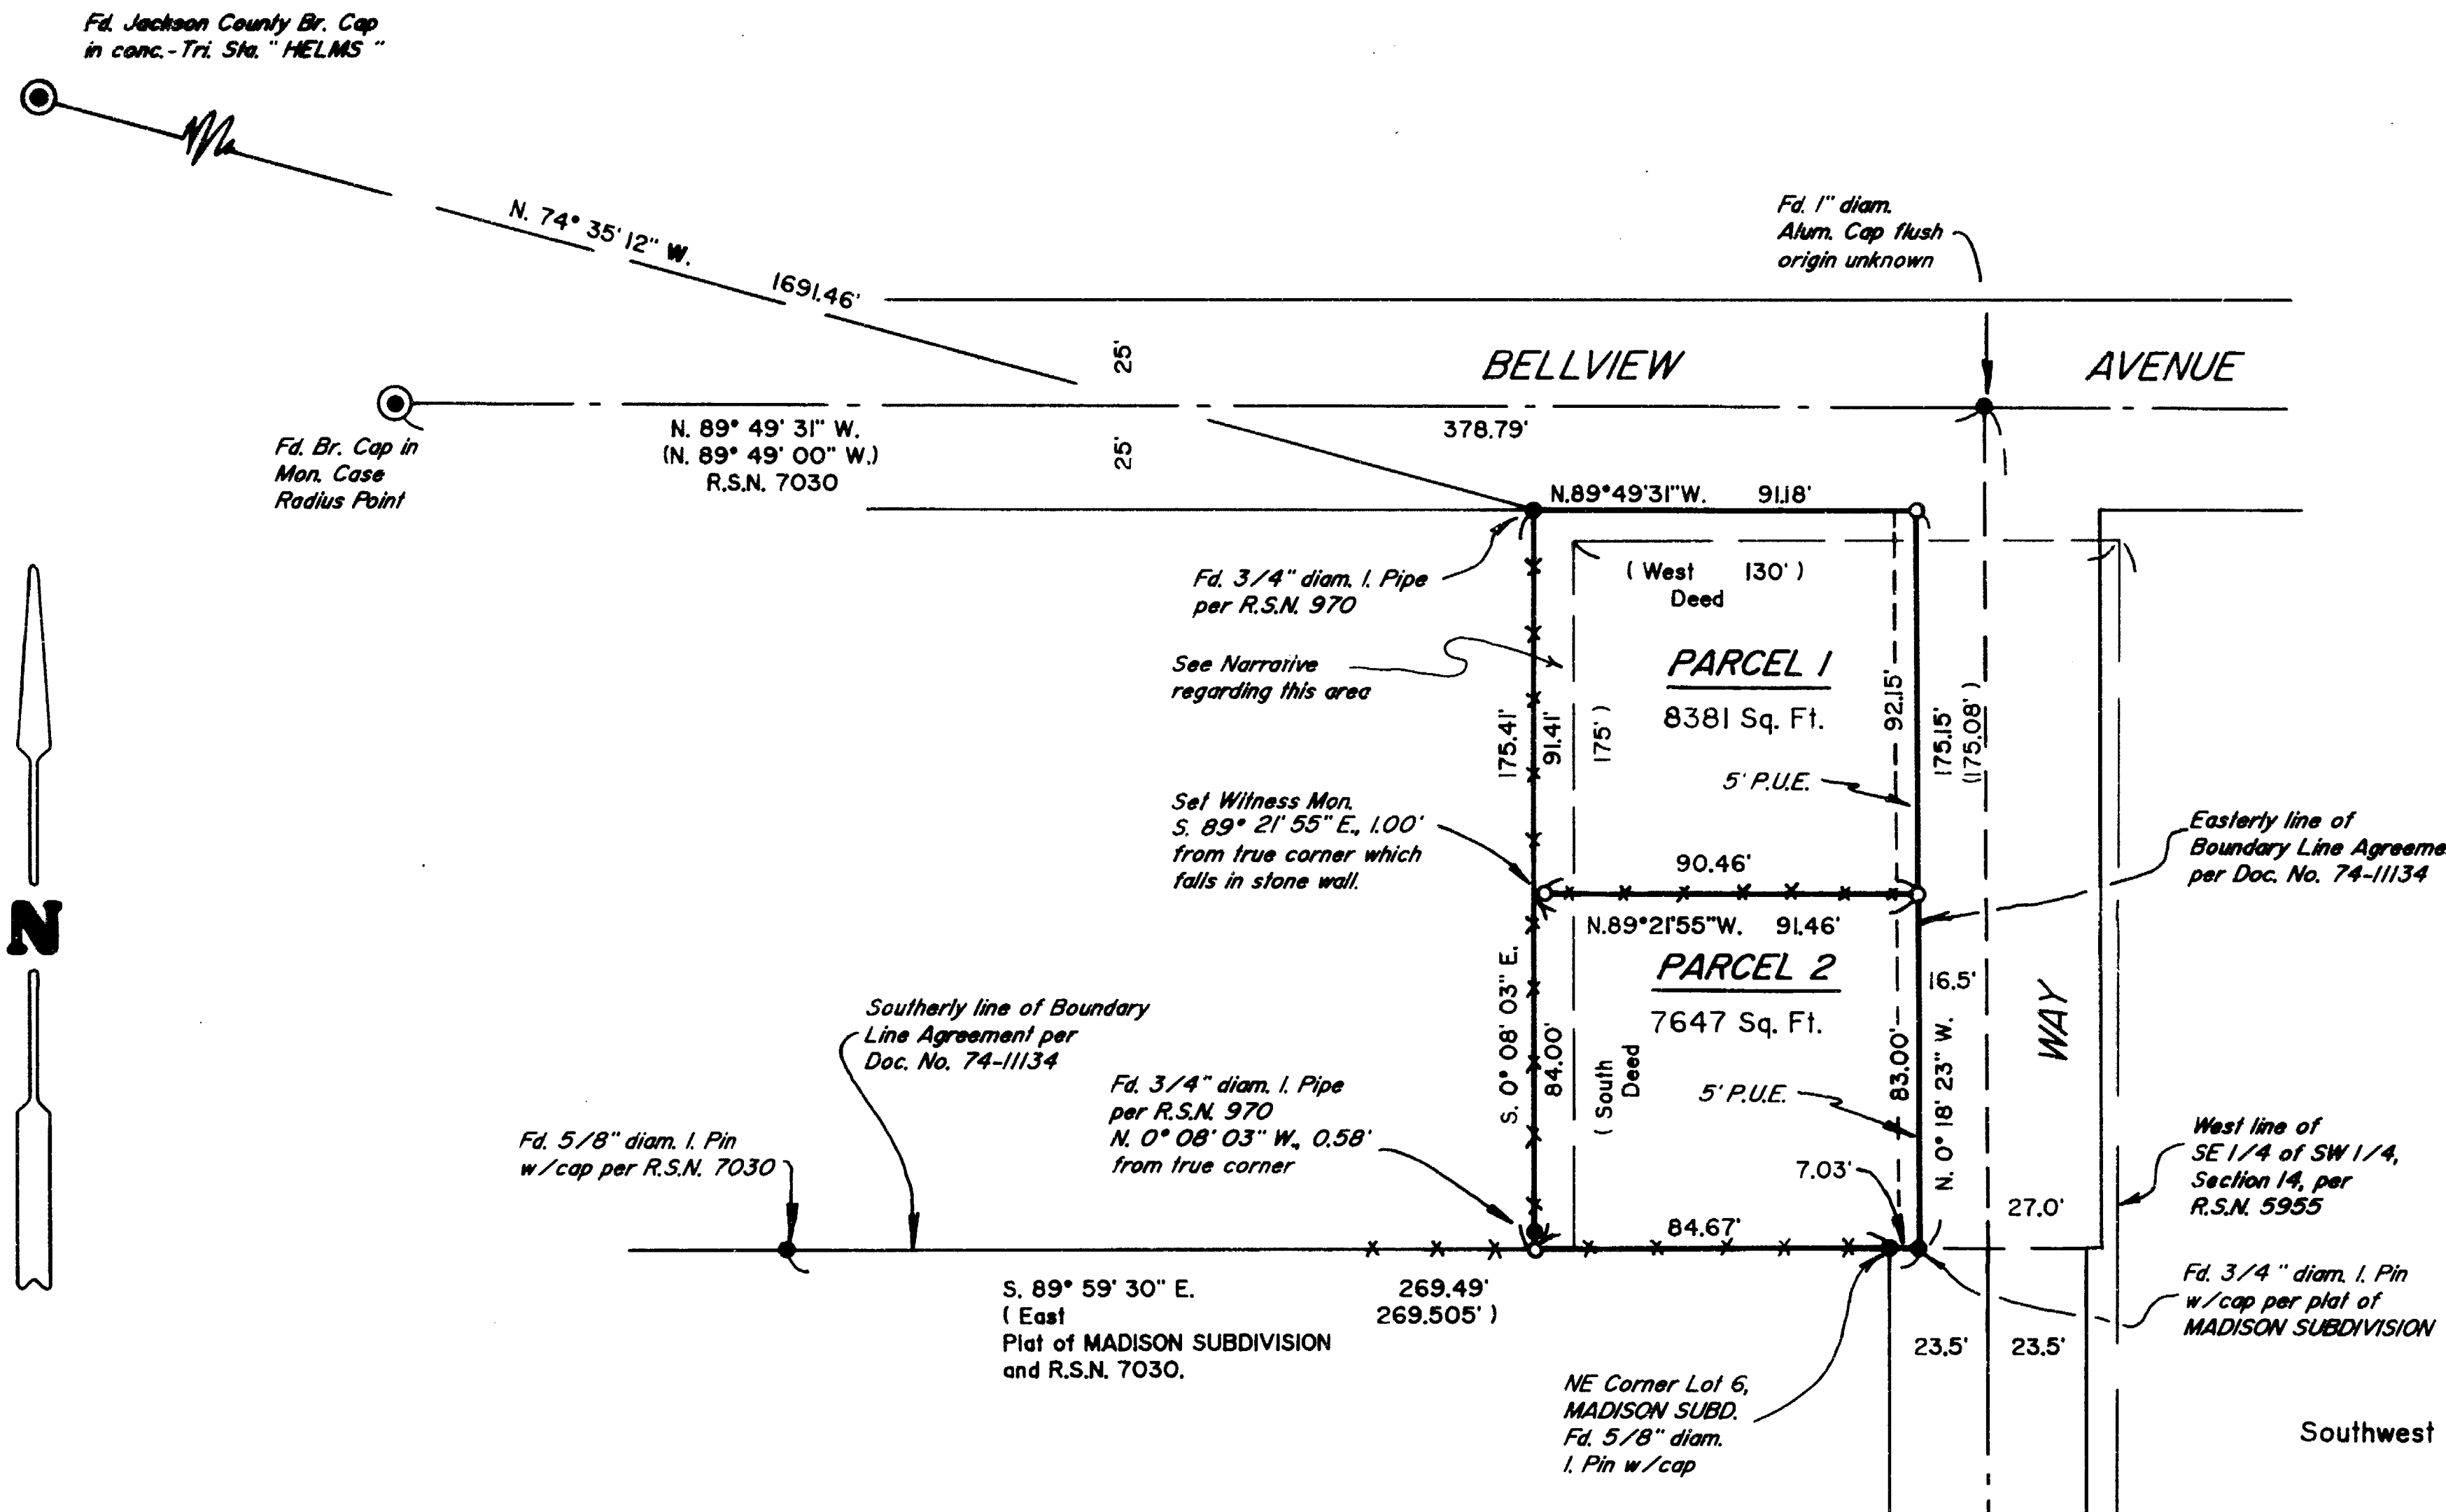 Fd. Jackson County Br. Cap
in conc.-Tri. Sta. " HELMS "
N. 74° 35' 12" W.
1691.46'
Fd. 1" diam.
Alum. Cap flush
origin unknown
25'
BELLVIEW AVENUE
Fd. Br. Cap in
Mon. Case
Radius Point
N. 89° 49' 31" W.
(N. 89° 49' 00" W.)
R.S.N. 7030
25'
378.79'
N.89°49'31"W. 91.18'
Fd. 3/4" diam. I. Pipe
per R.S.N. 970
( West 130' )
Deed
See Narrative
regarding this area
PARCEL 1
8381 Sq. Ft.
175.41'
91.41'
175' )
92.15'
175.15'
(175.08' )
5' P.U.E.
Set Witness Mon.
S. 89° 21' 55" E., 1.00'
from true corner which
falls in stone wall.
Easterly line of
Boundary Line Agreeme
per Doc. No. 74-11134
90.46'
N.89°21'55"W. 91.46'
PARCEL 2
7647 Sq. Ft.
16.5'
N
S. 0° 08' 03" E.
84.00'
( South
Deed
83.00'
N. 0° 18' 23" W.
WAY
5' P.U.E.
Southerly line of Boundary
Line Agreement per
Doc. No. 74-11134
Fd. 3/4" diam. I. Pipe
per R.S.N. 970
N. 0° 08' 03" W., 0.58'
from true corner
Fd. 5/8" diam. I. Pin
w/cap per R.S.N. 7030
7.03'
27.0'
West line of
SE 1/4 of SW 1/4,
Section 14, per
R.S.N. 5955
84.67'
S. 89° 59' 30" E. 269.49'
( East 269.505' )
Plat of MADISON SUBDIVISION
and R.S.N. 7030.
Fd. 3/4" diam. I. Pin
w/cap per plat of
MADISON SUBDIVISION
23.5' 23.5'
NE Corner Lot 6,
MADISON SUBD.
Fd. 5/8" diam.
I. Pin w/cap
Southwest